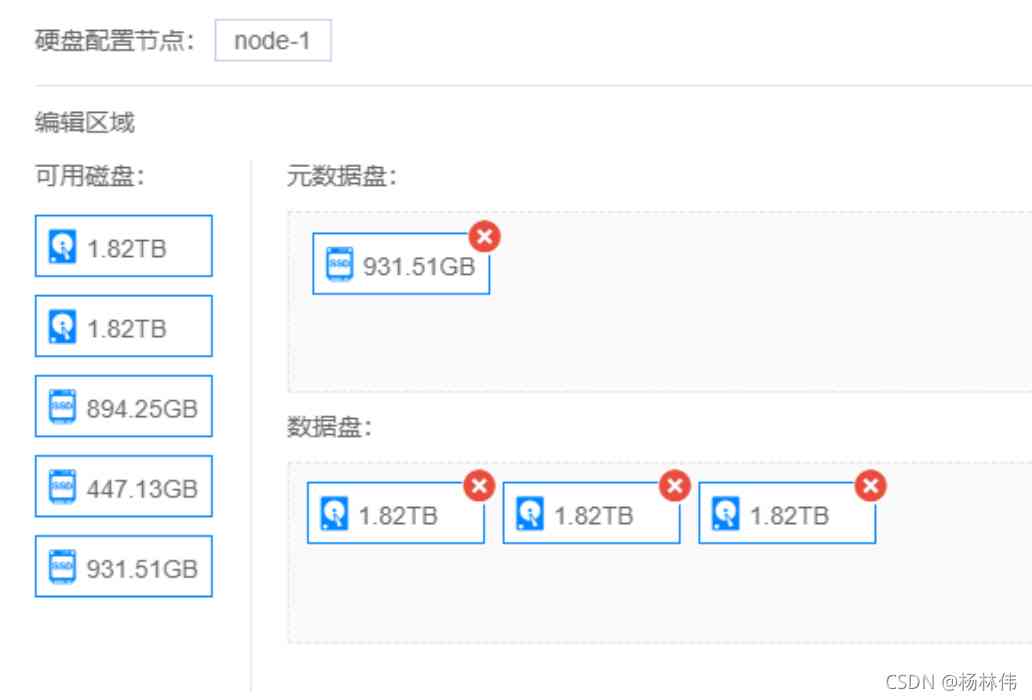 硬盘配置节点： node-1
编辑区域
可用磁盘：
1.82TB
1.82TB
SSD 894.25GB
SSD 447.13GB
SSD 931.51GB
元数据盘：
SSD 931.51GB
数据盘：
1.82TB 1.82TB 1.82TB
CSDN @杨林伟